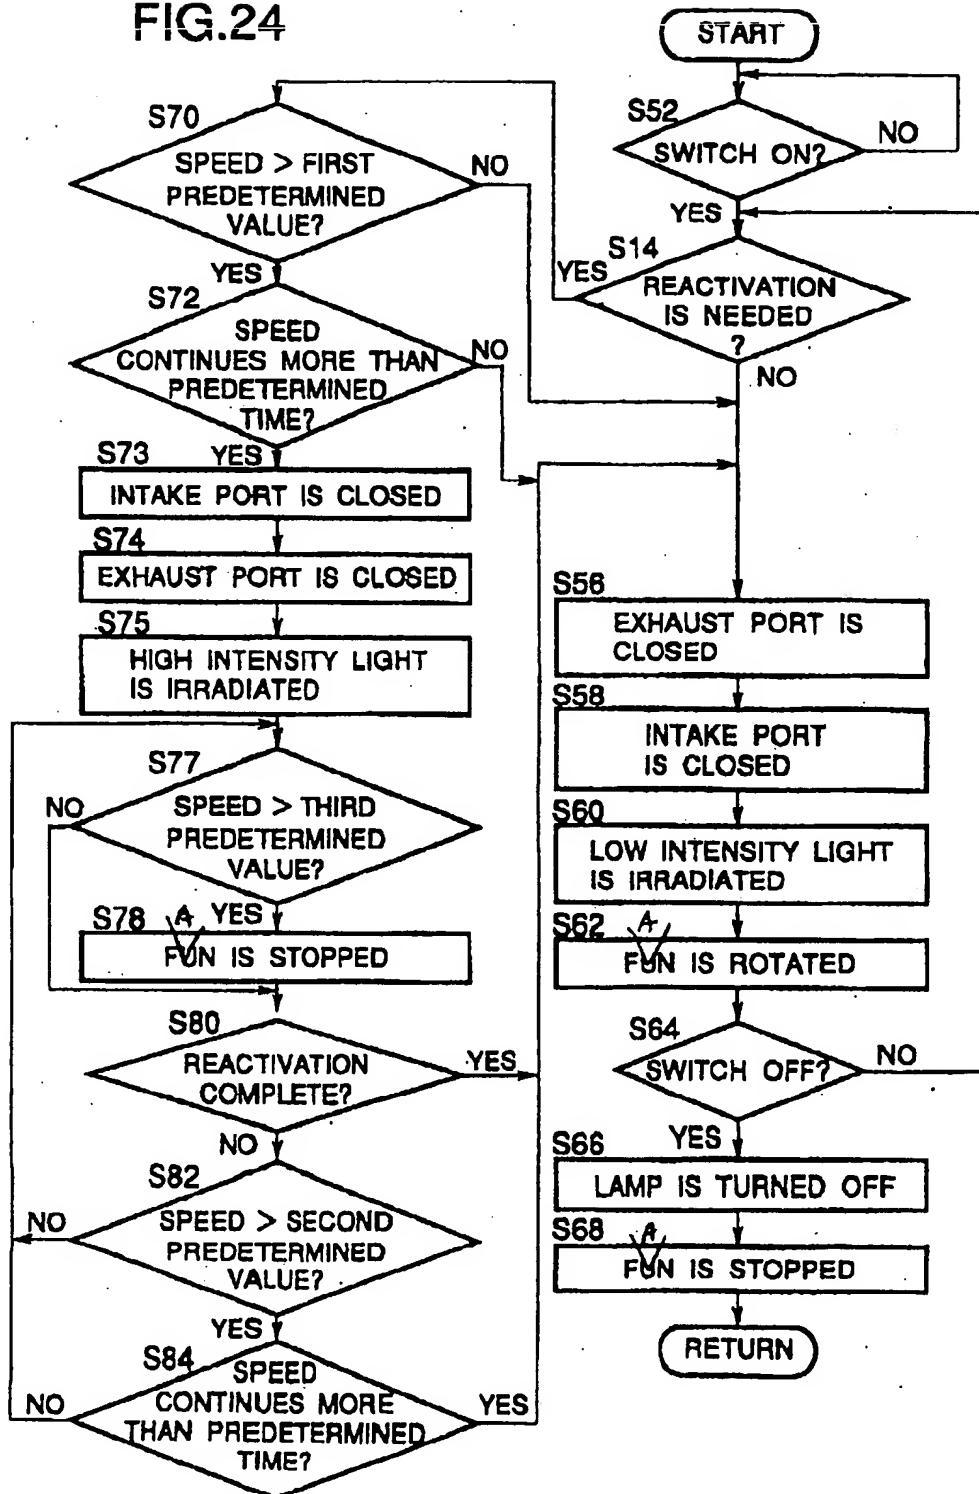 FIG.24
START
S52
SWITCH ON?
NO
YES
S14
YES
REACTIVATION
IS NEEDED
?
NO
S70
SPEED > FIRST
PREDETERMINED
VALUE?
NO
YES
S72
SPEED
CONTINUES MORE THAN
PREDETERMINED
TIME?
NO
YES
S73
INTAKE PORT IS CLOSED
S74
EXHAUST PORT IS CLOSED
S75
HIGH INTENSITY LIGHT
IS IRRADIATED
S77
NO
SPEED > THIRD
PREDETERMINED
VALUE?
YES
S78
A
FUN IS STOPPED
S80
REACTIVATION
COMPLETE?
YES
NO
S82
NO
SPEED > SECOND
PREDETERMINED
VALUE?
YES
S84
SPEED
CONTINUES MORE
THAN PREDETERMINED
TIME?
NO
YES
S56
EXHAUST PORT IS
CLOSED
S58
INTAKE PORT
IS CLOSED
S60
LOW INTENSITY LIGHT
IS IRRADIATED
S62
A
FUN IS ROTATED
S64
SWITCH OFF?
NO
YES
S66
LAMP IS TURNED OFF
S68
A
FUN IS STOPPED
RETURN